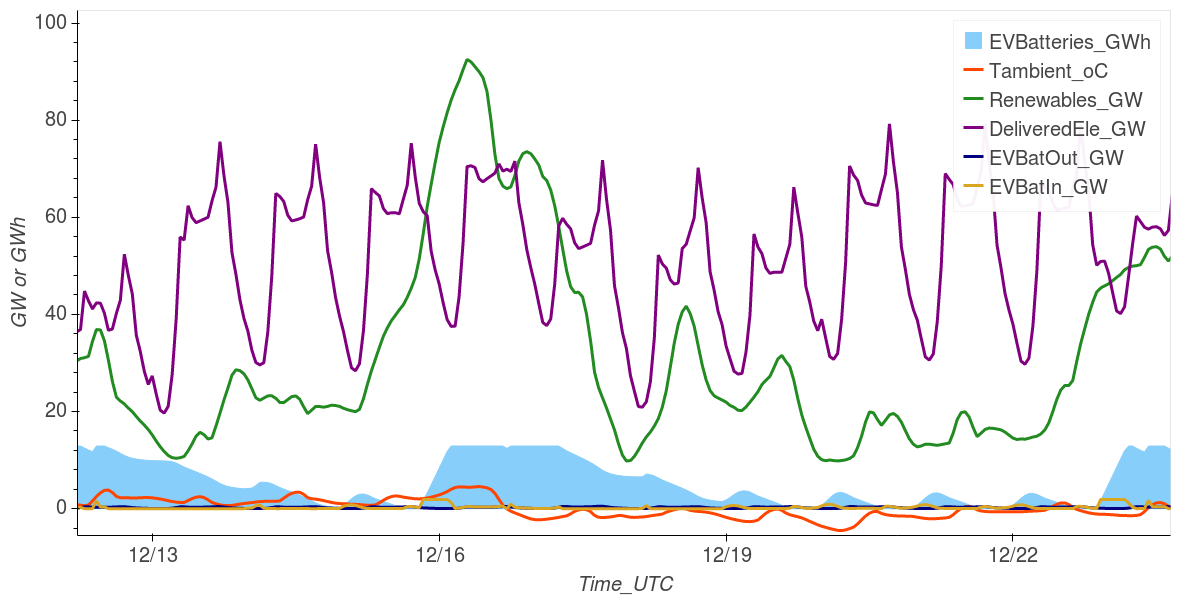 100
80
60
40
20
0
GW or GWh
EVBatteries_GWh
Tambient_oC
Renewables_GW
DeliveredEle_GW
EVBatOut_GW
EVBatIn_GW
12/13 12/16 12/19 12/22
Time_UTC